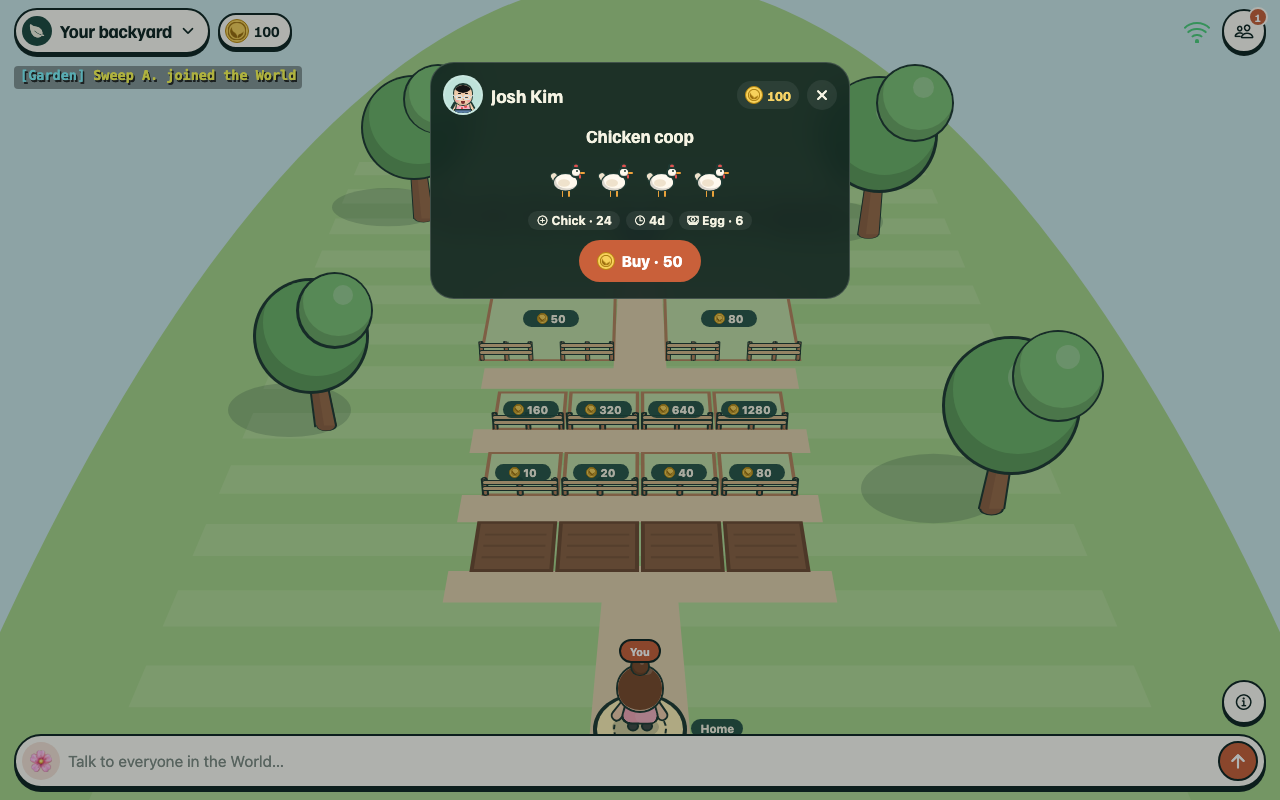 Your backyard
100
1
[Garden] Sweep A. joined the World
Josh Kim
100
Chicken coop
Chick · 24
4d
Egg · 6
Buy · 50
50
80
160
320
640
1280
10
20
40
80
You
Home
Talk to everyone in the World...